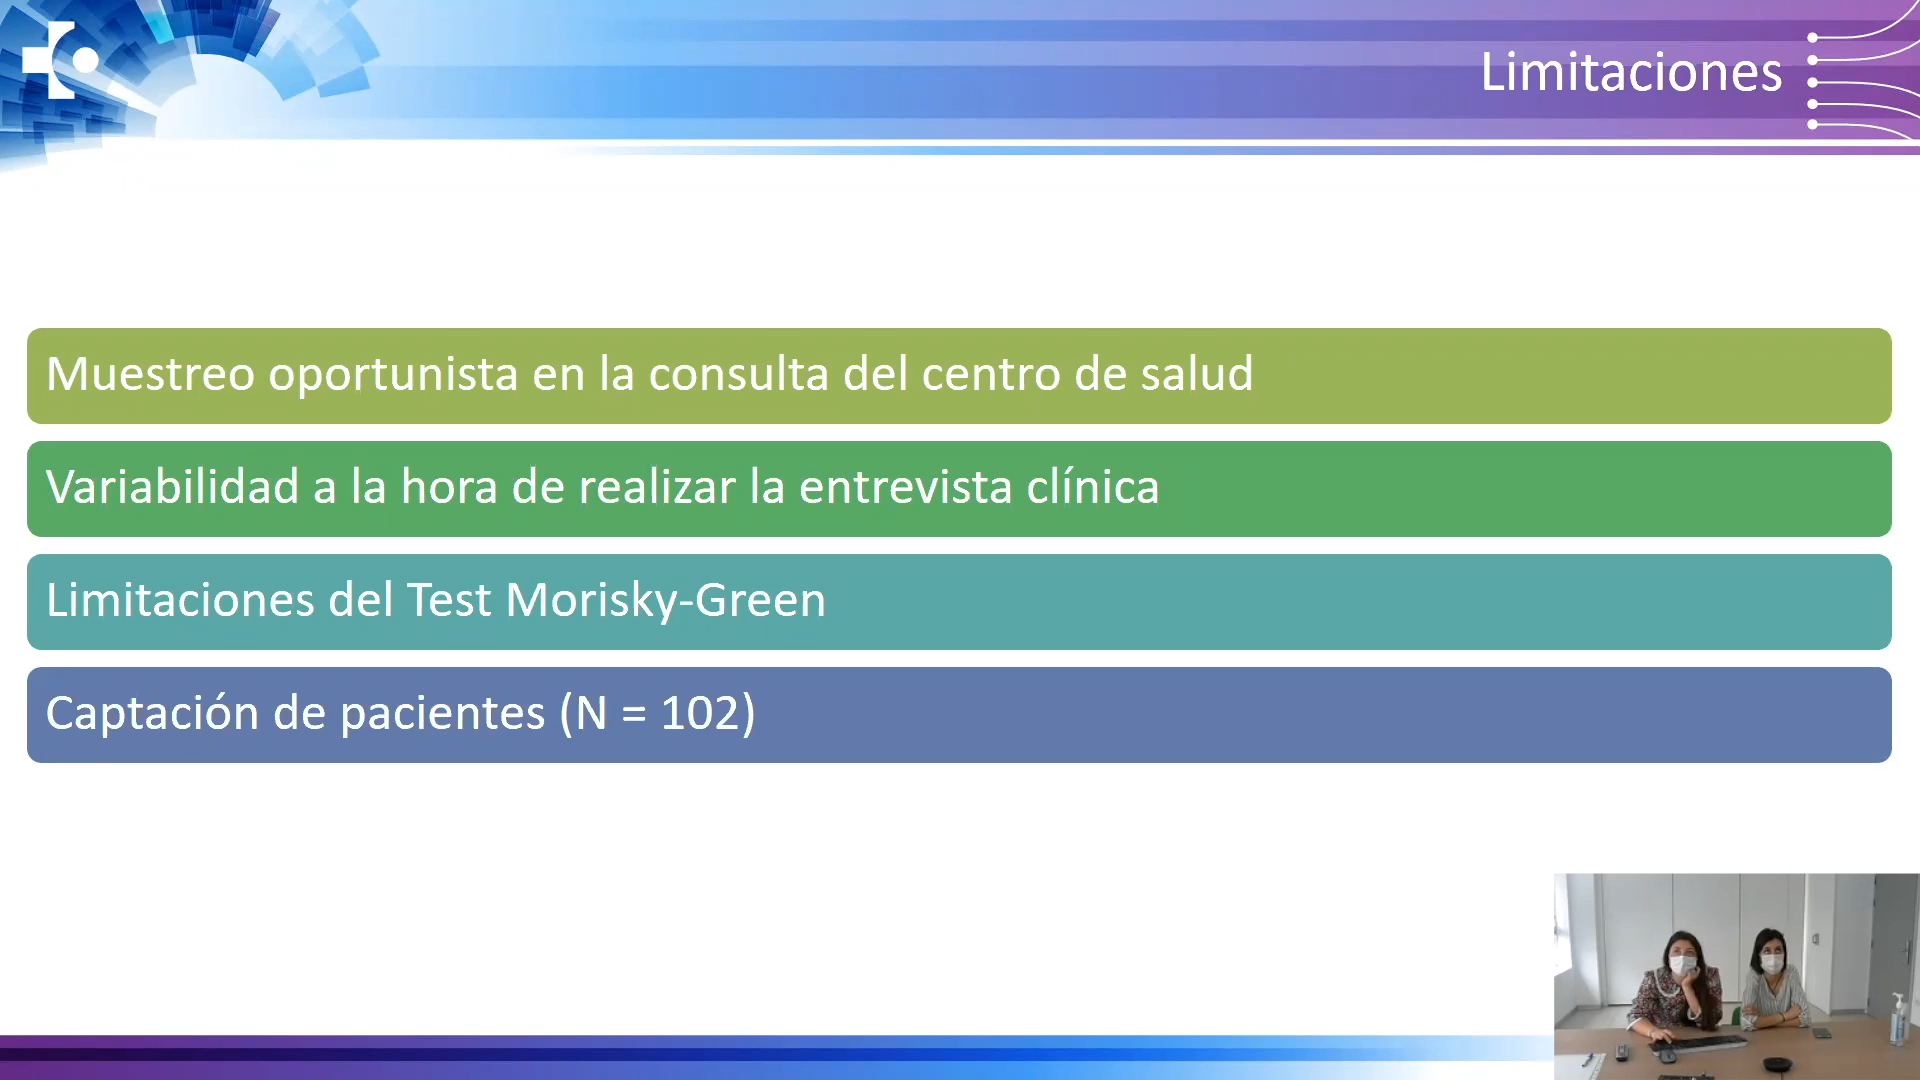 Limitaciones
Muestreo oportunista en la consulta del centro de salud
Variabilidad a la hora de realizar la entrevista clínica
Limitaciones del Test Morisky-Green
Captación de pacientes (N = 102)